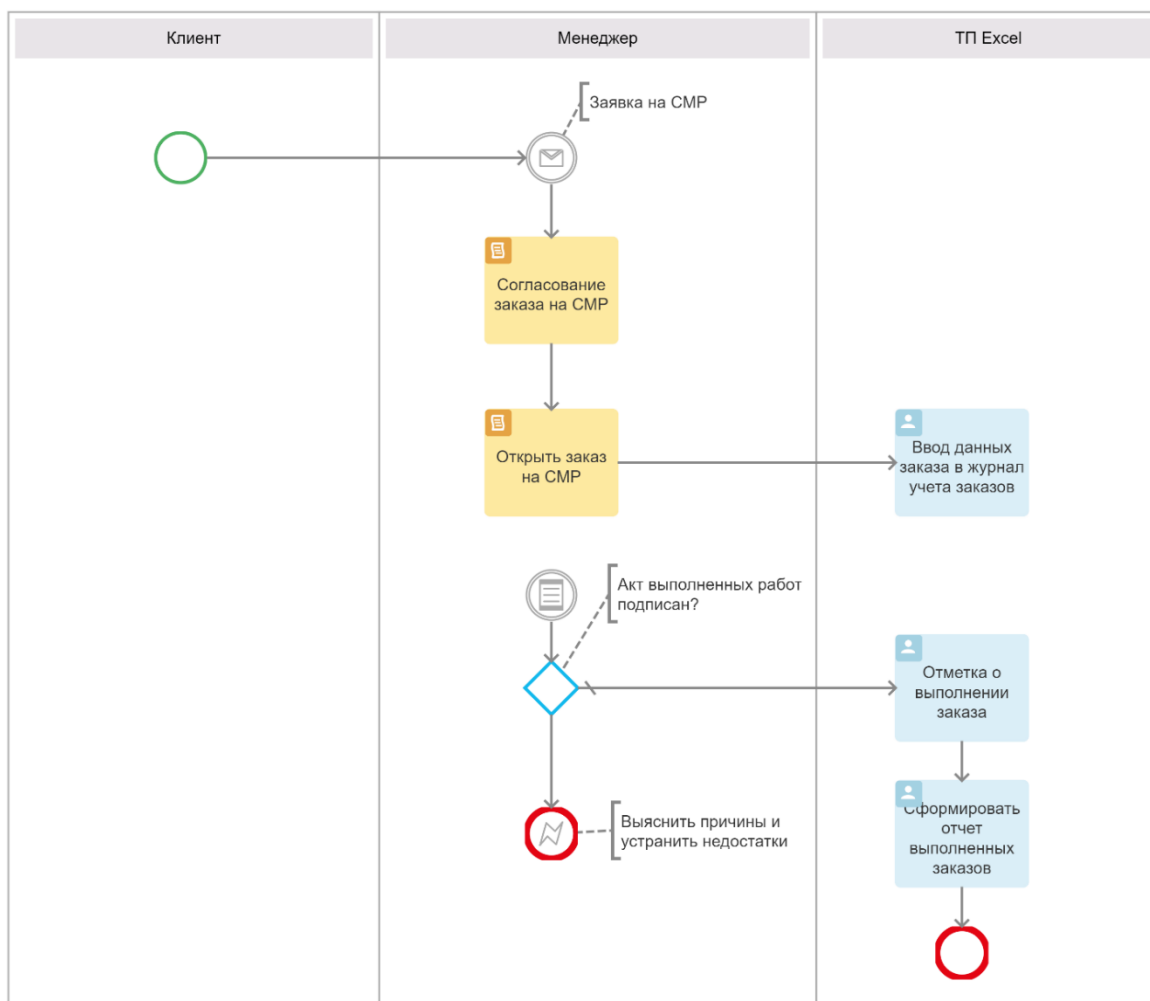 Клиент
Менеджер
ТП Excel
Заявка на СМР
Согласование
заказа на СМР
Открыть заказ
на СМР
Ввод данных
заказа в журнал
учета заказов
Акт выполненных работ
подписан?
Отметка о
выполнении
заказа
Выяснить причины и
устранить недостатки
Сформировать
отчет
выполненных
заказов